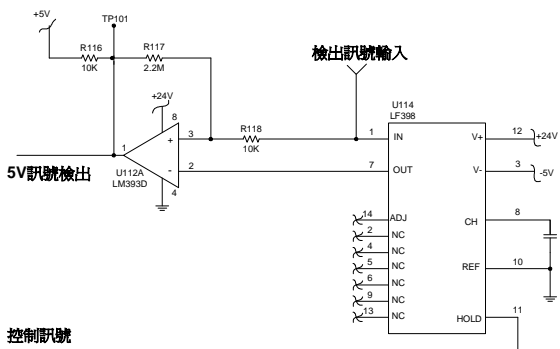 +5V
TP101
R116
10K
R117
2.2M
檢出訊號輸入
+24V
8
3
+
1
-
2
U112A
LM393D
4
5V訊號檢出
R118
10K
U114
LF398
1
IN
V+
12
+24V
7
OUT
V-
3
-5V
14
ADJ
CH
8
2
NC
4
NC
5
NC
REF
10
6
NC
9
NC
13
NC
HOLD
11
控制訊號